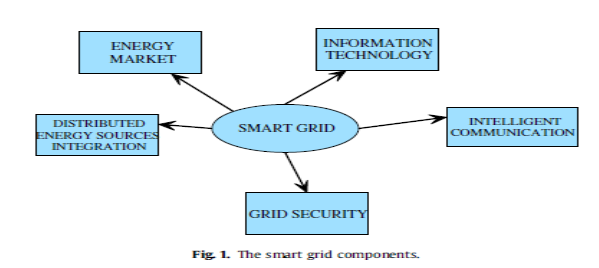 ENERGY
MARKET
INFORMATION
TECHNOLOGY
DISTRIBUTED
ENERGY SOURCES
INTEGRATION
SMART GRID
INTELLIGENT
COMMUNICATION
GRID SECURITY
Fig. 1. The smart grid components.